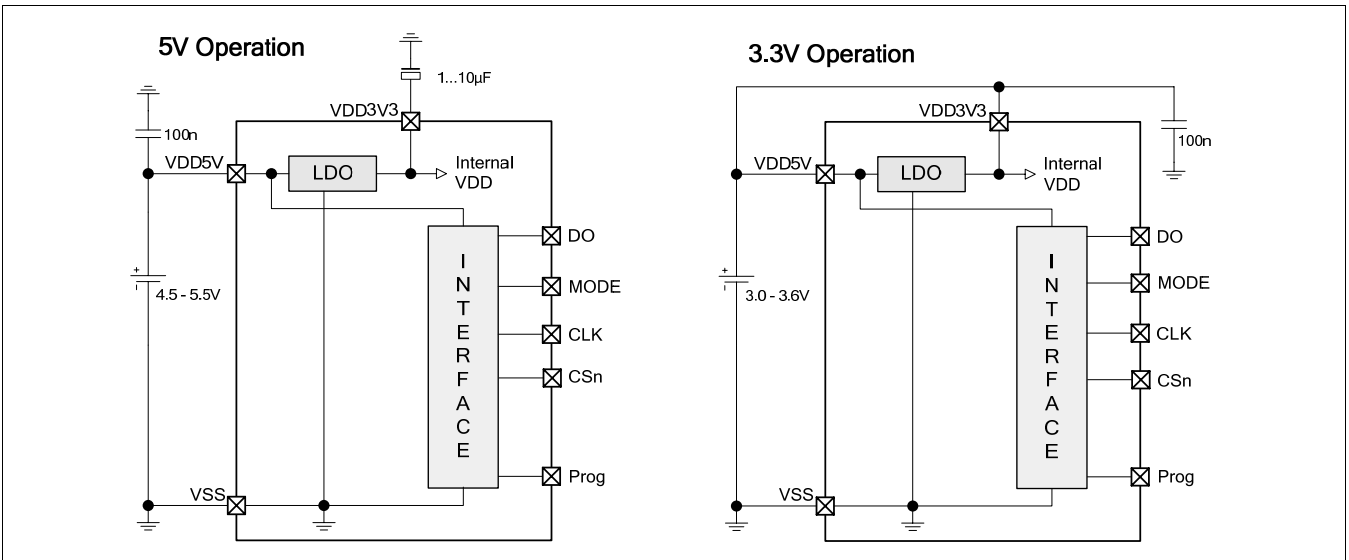 5V Operation
1...10µF
VDD3V3
100n
VDD5V
LDO
Internal
VDD
+
-
4.5 - 5.5V
INTERFACE
DO
MODE
CLK
CSn
Prog
VSS
3.3V Operation
VDD3V3
100n
VDD5V
LDO
Internal
VDD
+
-
3.0 - 3.6V
INTERFACE
DO
MODE
CLK
CSn
Prog
VSS